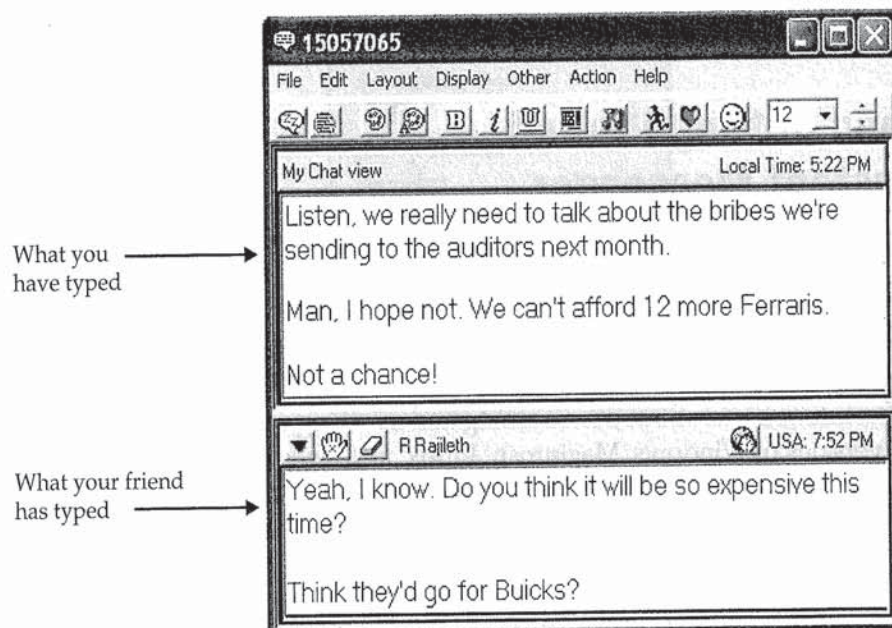 15057065
File Edit Layout Display Other Action Help
12
My Chat view Local Time: 5:22 PM
What you
have typed
Listen, we really need to talk about the bribes we're
sending to the auditors next month.
Man, I hope not. We can't afford 12 more Ferraris.
Not a chance!
R Rajileth USA: 7:52 PM
What your friend
has typed
Yeah, I know. Do you think it will be so expensive this
time?
Think they'd go for Buicks?